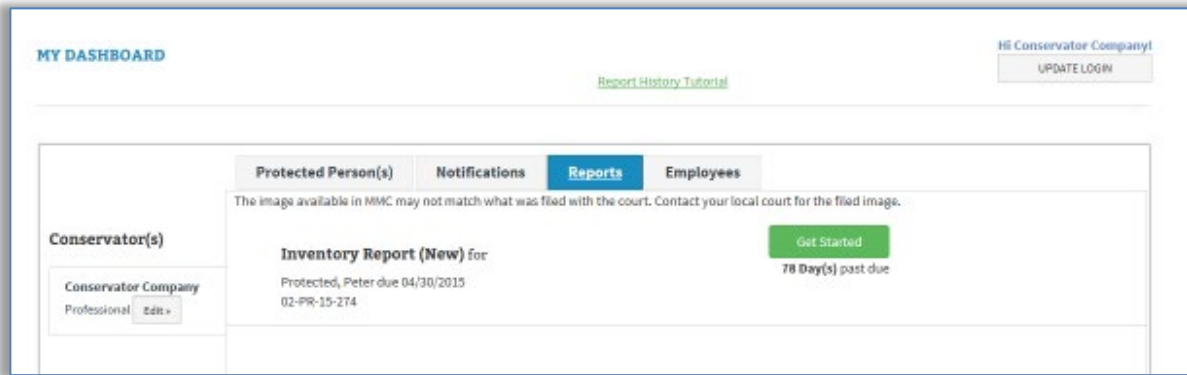 MY DASHBOARD
Hi Conservator Company!
UPDATE LOGIN
Report History Tutorial
Protected Person(s) Notifications Reports Employees
The image available in MMC may not match what was filed with the court. Contact your local court for the filed image.
Conservator(s)
Conservator Company
Professional Edit »
Inventory Report (New) for
Protected, Peter due 04/30/2015
02-PR-15-274
Get Started
78 Day(s) past due